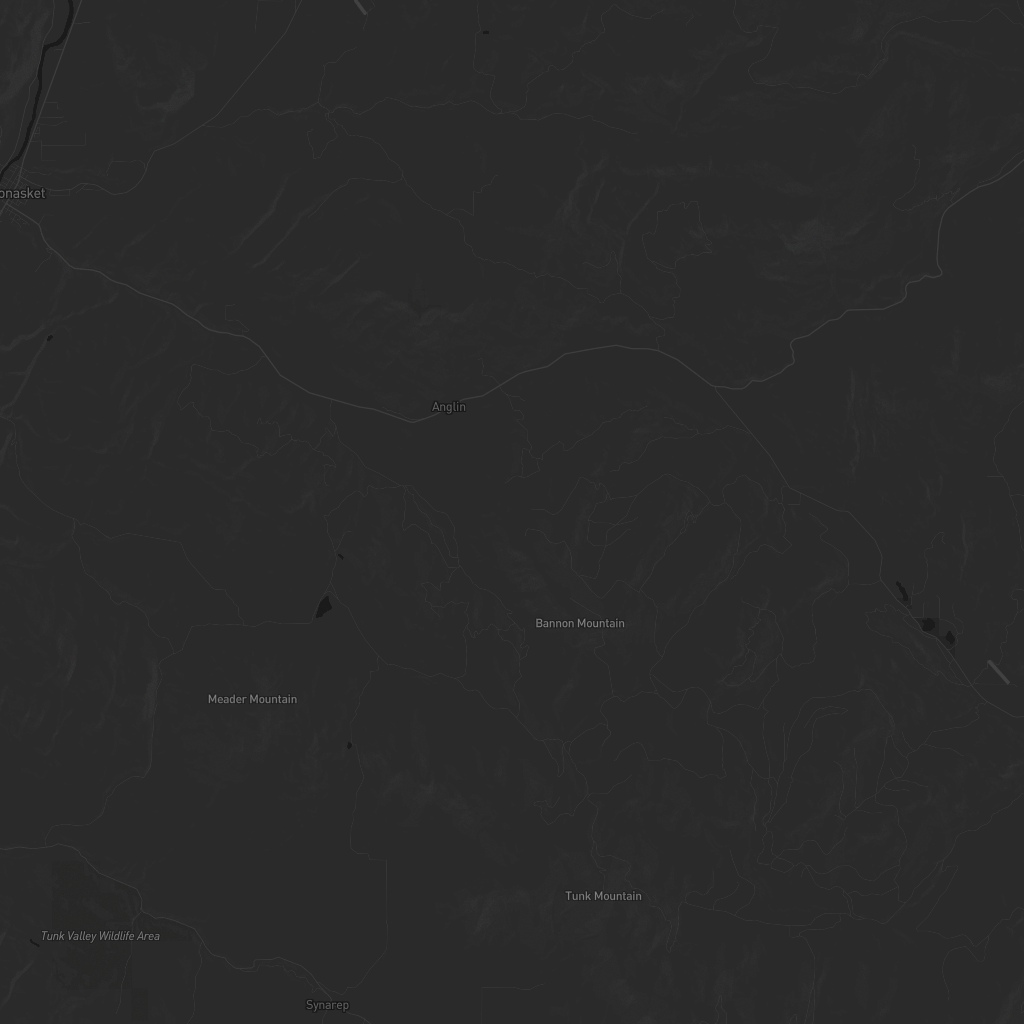 onasket
Anglin
Bannon Mountain
Meader Mountain
Tunk Mountain
Tunk Valley Wildlife Area
Synarep